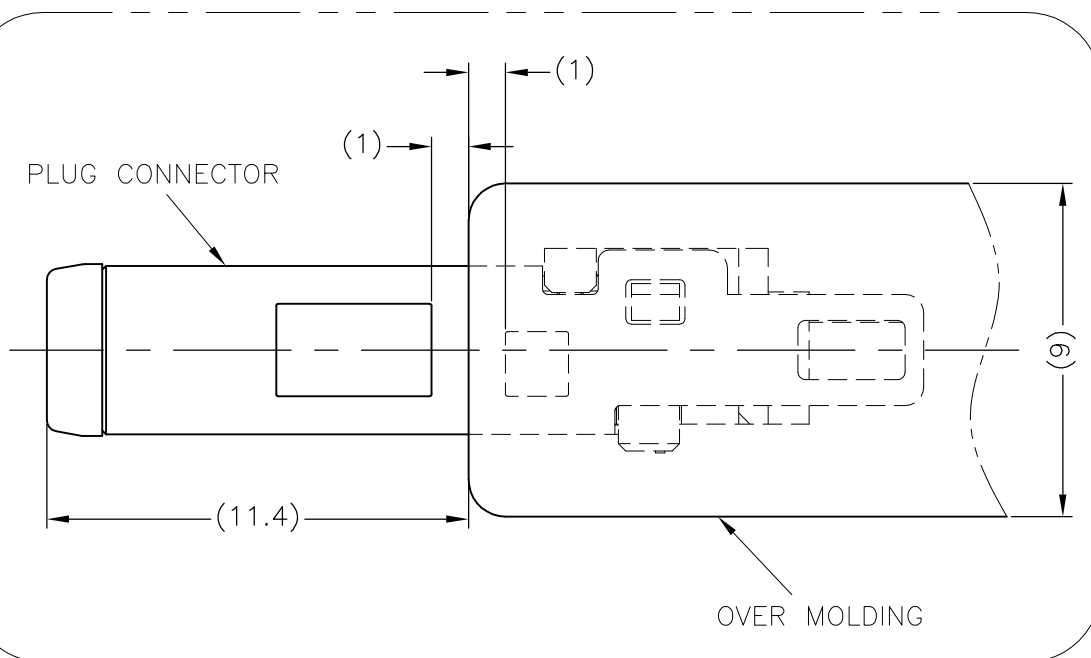 (1)
(1)
PLUG CONNECTOR
(9)
(11.4)
OVER MOLDING